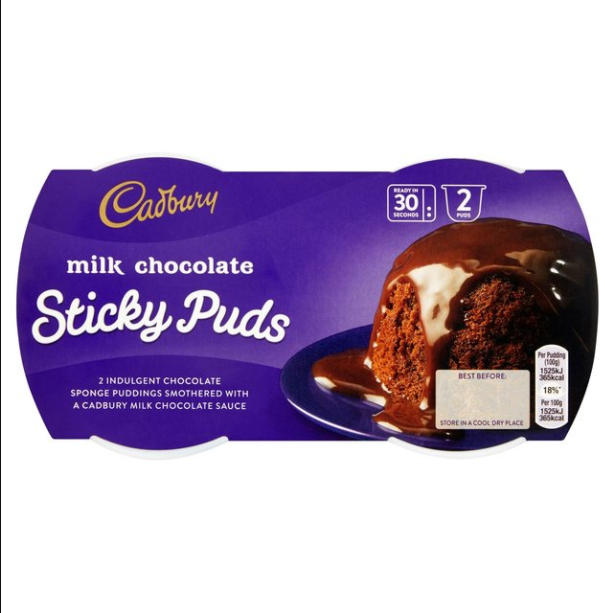 Cadbury
READY IN
30
SECONDS
2
PUDS
milk chocolate
Sticky Puds
2 INDULGENT CHOCOLATE
SPONGE PUDDINGS SMOTHERED WITH
A CADBURY MILK CHOCOLATE SAUCE
BEST BEFORE:
STORE IN A COOL DRY PLACE
Per Pudding
(100g)
1525kJ
365kcal
18%*
Per 100g
1525kJ
365kcal